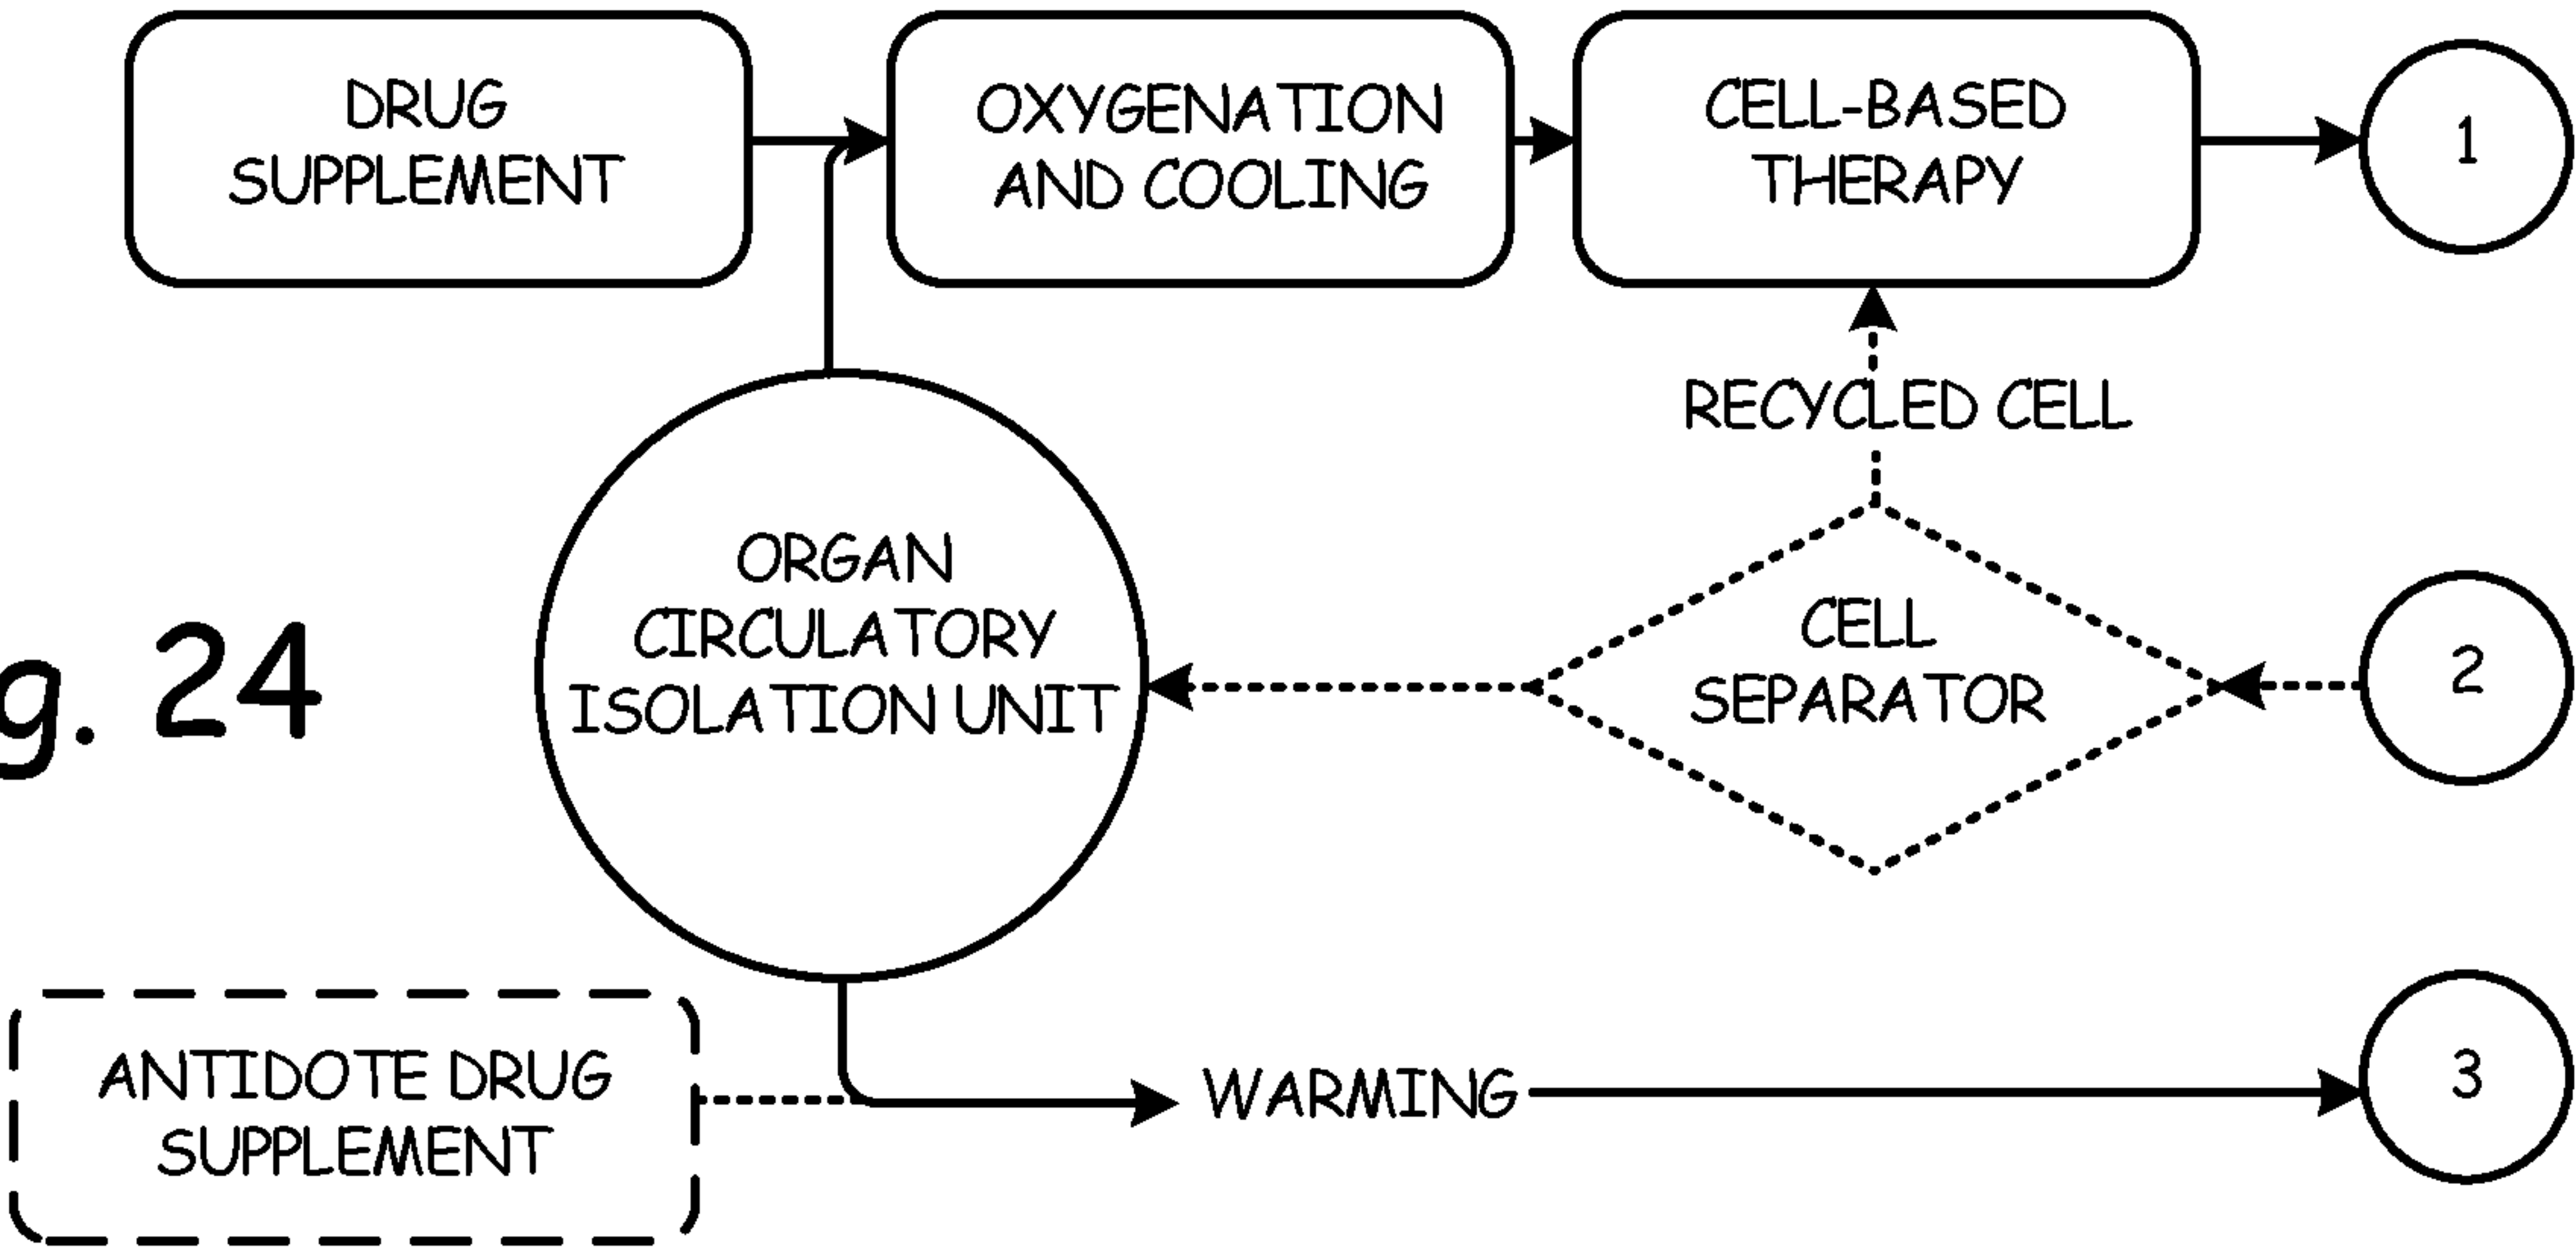 DRUG
SUPPLEMENT
OXYGENATION
AND COOLING
CELL-BASED
THERAPY
1
RECYCLED CELL
ORGAN
CIRCULATORY
ISOLATION UNIT
CELL
SEPARATOR
2
g. 24
ANTIDOTE DRUG
SUPPLEMENT
WARMING
3